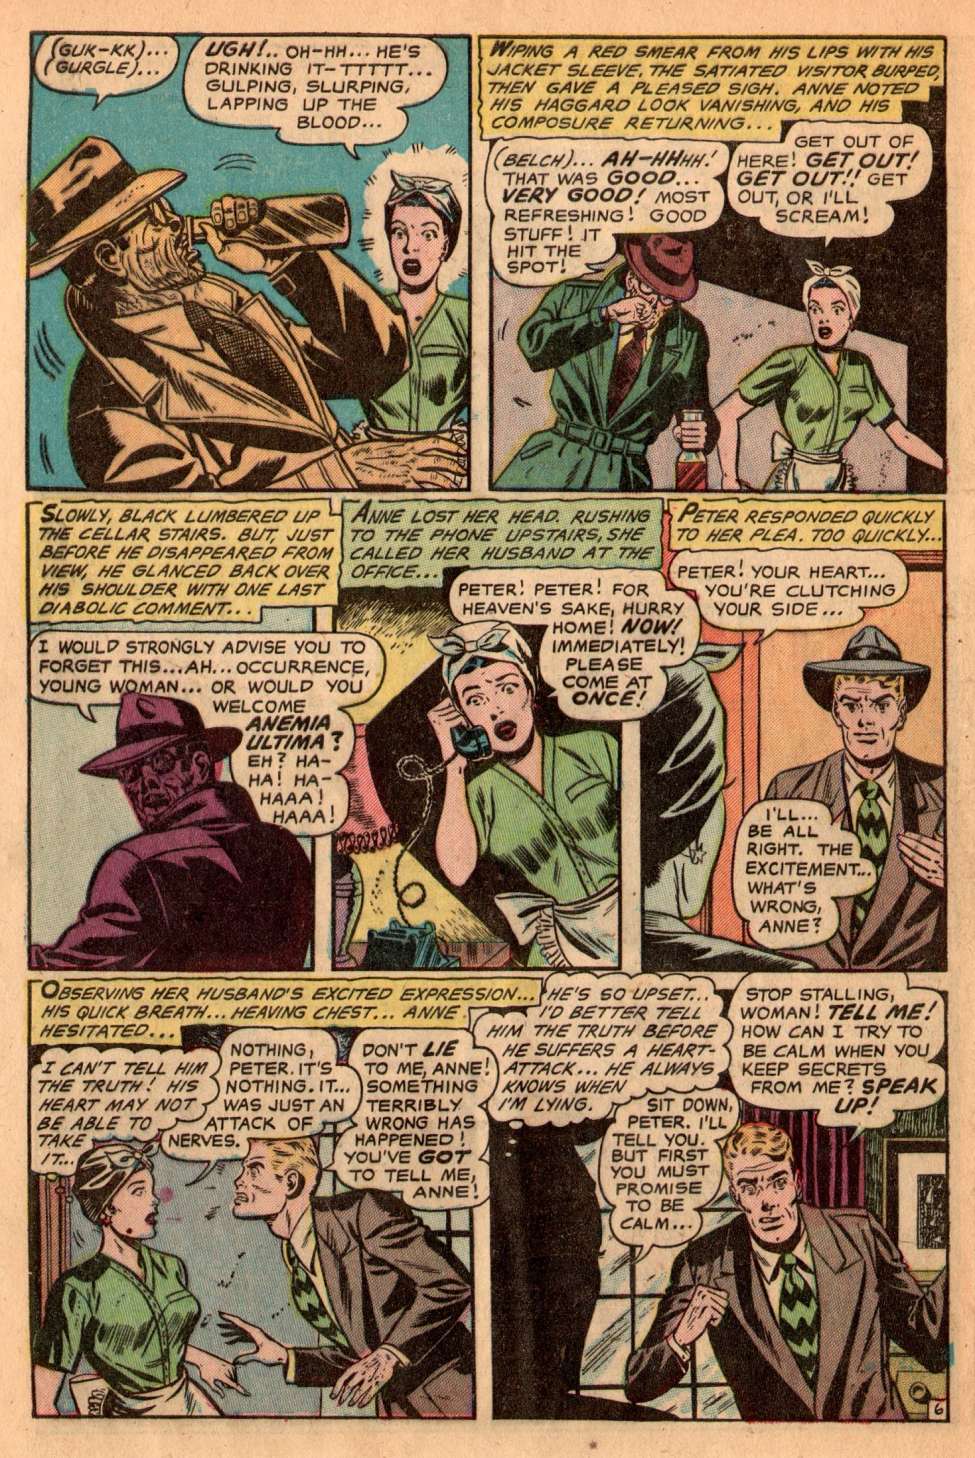 (GUK-KK)...
(GURGLE)...
UGH!.. OH-HH... HE'S
DRINKING IT-TTTTT...
GULPING, SLURPING,
LAPPING UP THE
BLOOD...
WIPING A RED SMEAR FROM HIS LIPS WITH HIS
JACKET SLEEVE, THE SATIATED VISITOR BURPED,
THEN GAVE A PLEASED SIGH. ANNE NOTED
HIS HAGGARD LOOK VANISHING, AND HIS
COMPOSURE RETURNING...
(BELCH)... AH-HHHH!
THAT WAS GOOD...
VERY GOOD! MOST
REFRESHING! GOOD
STUFF! IT
HIT THE
SPOT!
GET OUT OF
HERE! GET OUT!
GET OUT!! GET
OUT, OR I'LL
SCREAM!
SLOWLY, BLACK LUMBERED UP
THE CELLAR STAIRS. BUT, JUST
BEFORE HE DISAPPEARED FROM
VIEW, HE GLANCED BACK OVER
HIS SHOULDER WITH ONE LAST
DIABOLIC COMMENT...
I WOULD STRONGLY ADVISE YOU TO
FORGET THIS...AH...OCCURRENCE,
YOUNG WOMAN... OR WOULD YOU
WELCOME
ANEMIA
ULTIMA?
EH? HA-
HA! HA-
HAAA!
HAAA!
ANNE LOST HER HEAD. RUSHING
TO THE PHONE UPSTAIRS, SHE
CALLED HER HUSBAND AT THE
OFFICE...
PETER! PETER! FOR
HEAVEN'S SAKE, HURRY
HOME! NOW!
IMMEDIATELY!
PLEASE
COME AT
ONCE!
PETER RESPONDED QUICKLY
TO HER PLEA. TOO QUICKLY...
PETER! YOUR HEART...
YOU'RE CLUTCHING
YOUR SIDE...
I'LL...
BE ALL
RIGHT. THE
EXCITEMENT...
WHAT'S
WRONG,
ANNE?
OBSERVING HER HUSBAND'S EXCITED EXPRESSION...
HIS QUICK BREATH... HEAVING CHEST... ANNE
HESITATED...
I CAN'T TELL HIM
THE TRUTH! HIS
HEART MAY NOT
BE ABLE TO
TAKE
IT...
NOTHING,
PETER. IT'S
NOTHING. IT...
WAS JUST AN
ATTACK OF
NERVES.
DON'T LIE
TO ME, ANNE!
SOMETHING
TERRIBLY
WRONG HAS
HAPPENED!
YOU'VE GOT
TO TELL ME,
ANNE!
HE'S SO UPSET...
I'D BETTER TELL
HIM THE TRUTH BEFORE
HE SUFFERS A HEART-
ATTACK... HE ALWAYS
KNOWS WHEN
I'M LYING.
SIT DOWN,
PETER. I'LL
TELL YOU.
BUT FIRST
YOU MUST
PROMISE
TO BE
CALM...
STOP STALLING,
WOMAN! TELL ME!
HOW CAN I TRY TO
BE CALM WHEN YOU
KEEP SECRETS
FROM ME? SPEAK
UP!
6